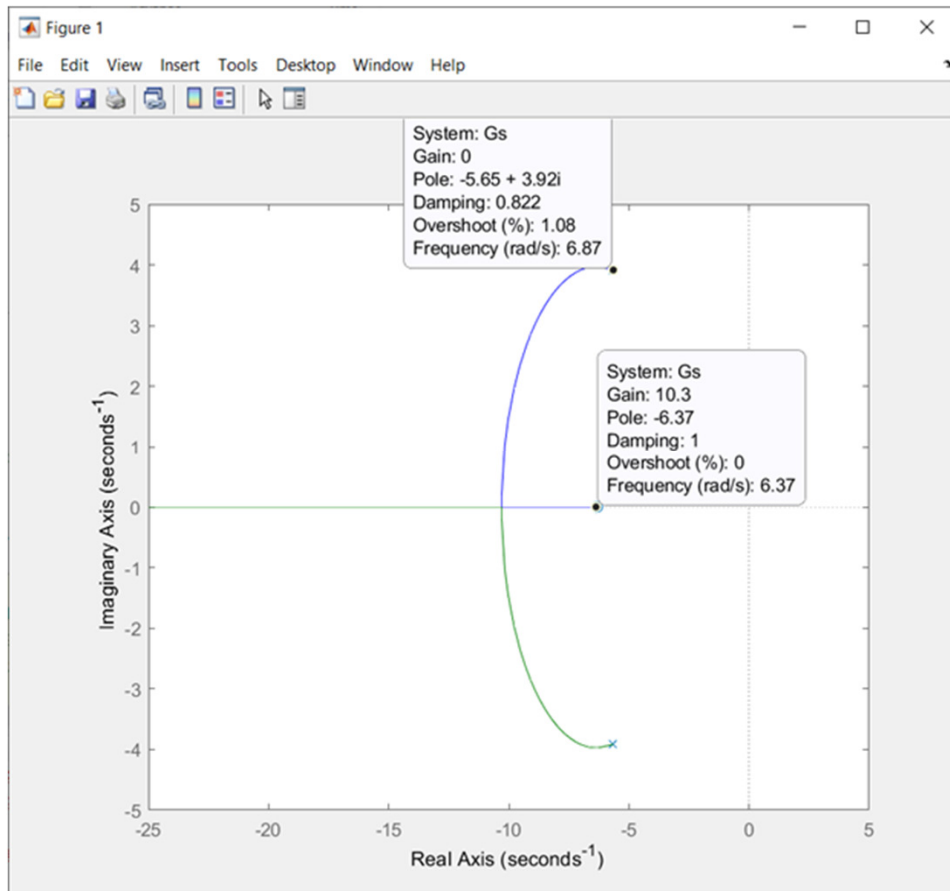 Figure 1
File Edit View Insert Tools Desktop Window Help
System: Gs
Gain: 0
Pole: -5.65 + 3.92i
Damping: 0.822
Overshoot (%): 1.08
Frequency (rad/s): 6.87
System: Gs
Gain: 10.3
Pole: -6.37
Damping: 1
Overshoot (%): 0
Frequency (rad/s): 6.37
5
4
3
2
1
0
-1
-2
-3
-4
-5
Imaginary Axis (seconds⁻¹)
-25 -20 -15 -10 -5 0 5
Real Axis (seconds⁻¹)